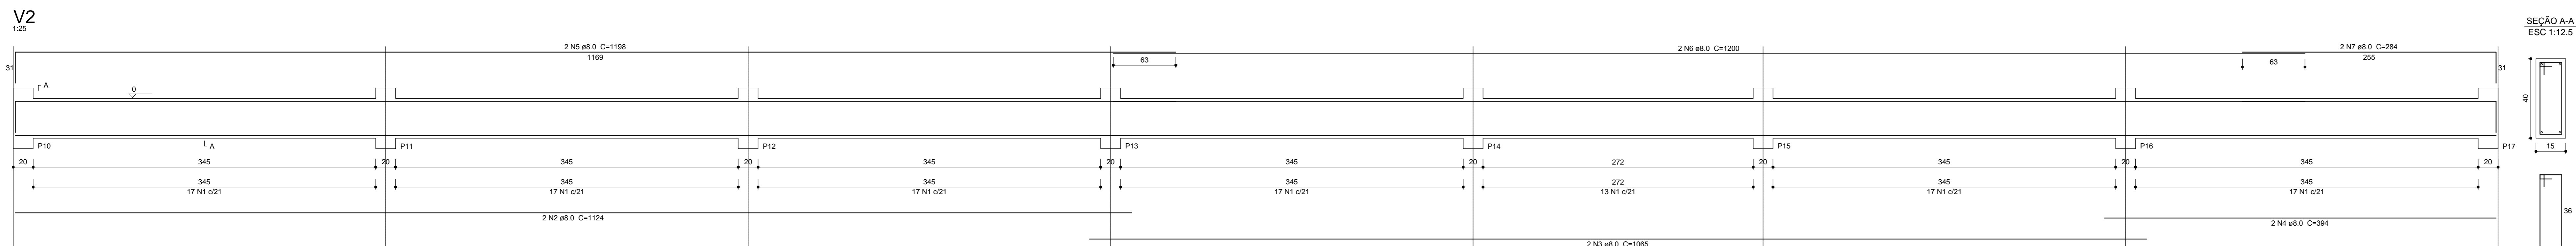 V2
1:25
SEÇÃO A-A
ESC 1:12.5
2 N5 ø8.0 C=1198
1169
2 N6 ø8.0 C=1200
2 N7 ø8.0 C=284
255
63
63
31
31
A
0
40
A
P10
P11
P12
P13
P14
P15
P16
P17
15
20 345 20 345 20 345 20 345 20 272 20 345 20 345 20
345 345 345 345 272 345 345
17 N1 c/21 17 N1 c/21 17 N1 c/21 17 N1 c/21 13 N1 c/21 17 N1 c/21 17 N1 c/21
36
2 N2 ø8.0 C=1124
2 N4 ø8.0 C=394
2 N3 ø8.0 C=1065